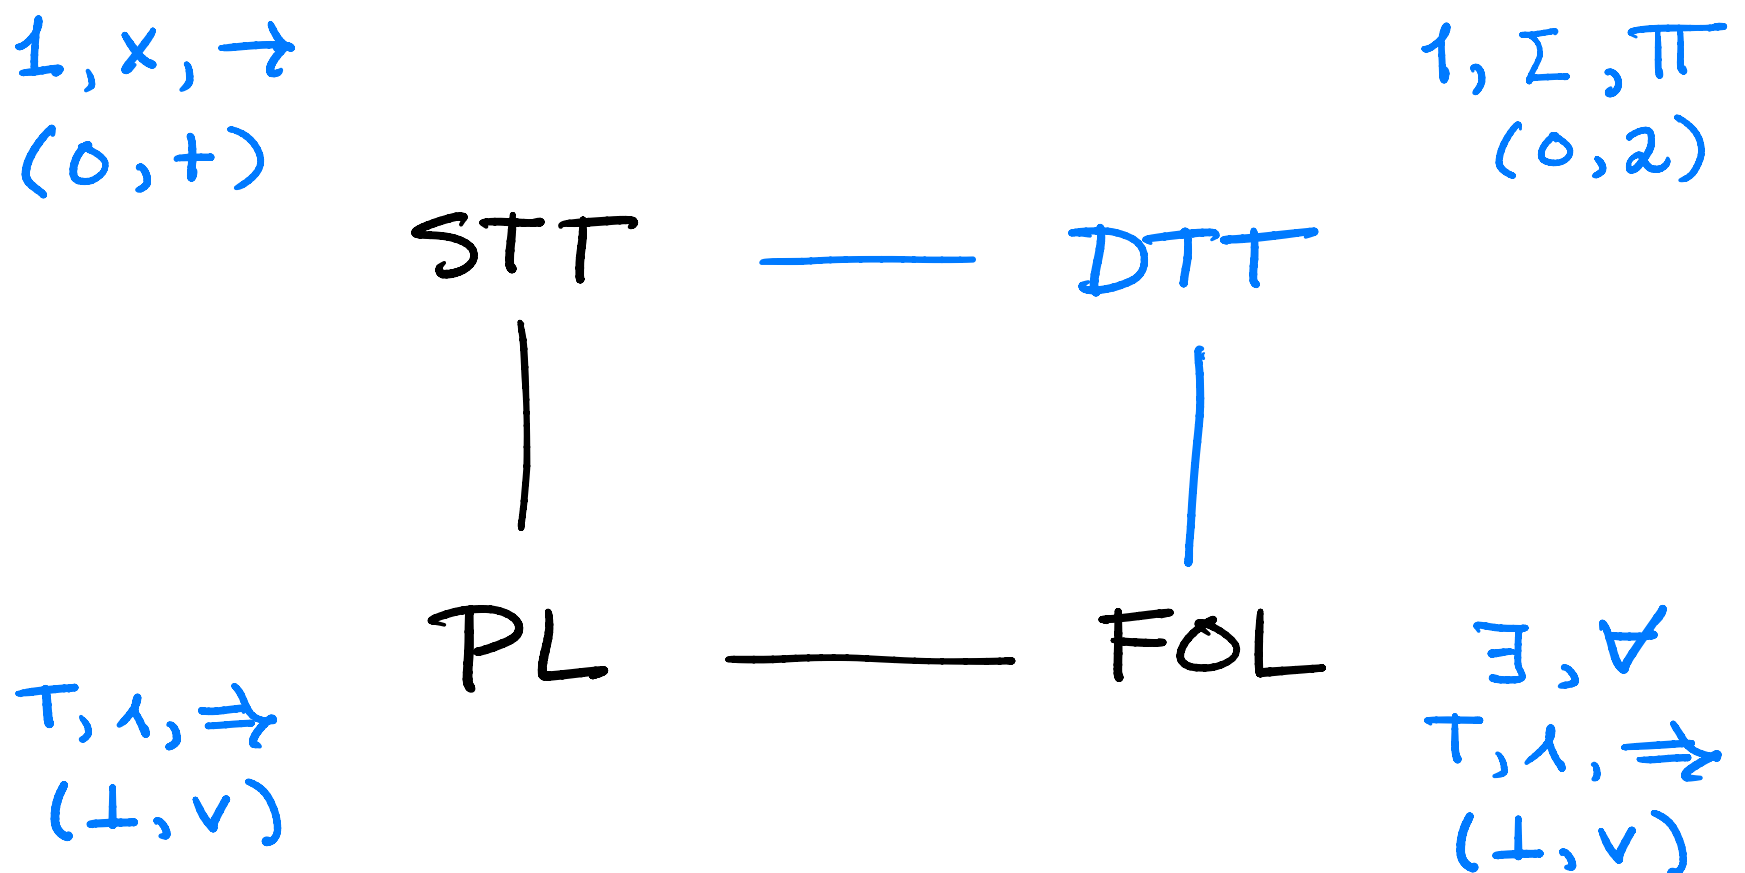 1, x, → 1, Σ, Π
(0, +) (0, 2)
STT — DTT
PL — FOL
∃, ∀
T, ∧, ⇒ T, ∧, ⇒
(⊥, ∨) (⊥, ∨)